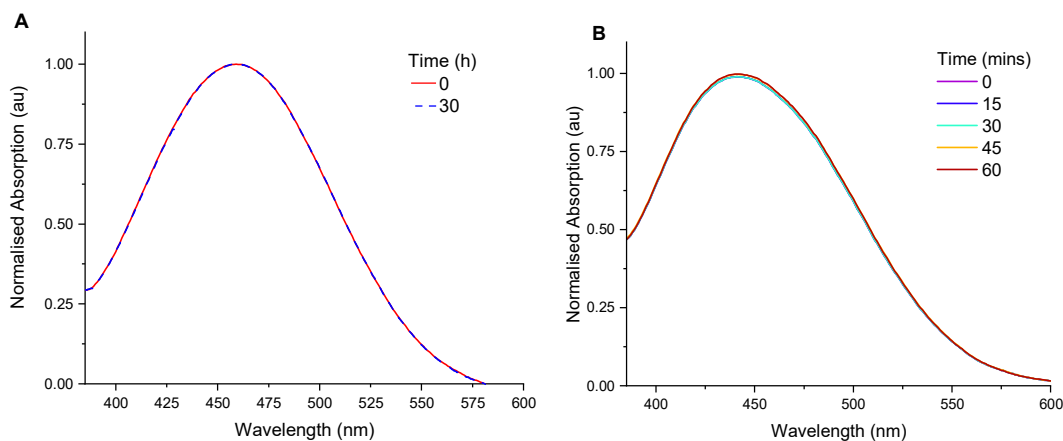 A
Time (h)
0
30
1.00
0.75
0.50
0.25
0.00
Normalised Absorption (au)
400 425 450 475 500 525 550 575 600
Wavelength (nm)
B
Time (mins)
0
15
30
45
60
1.00
0.75
0.50
0.25
0.00
Normalised Absorption (au)
400 450 500 550 600
Wavelength (nm)